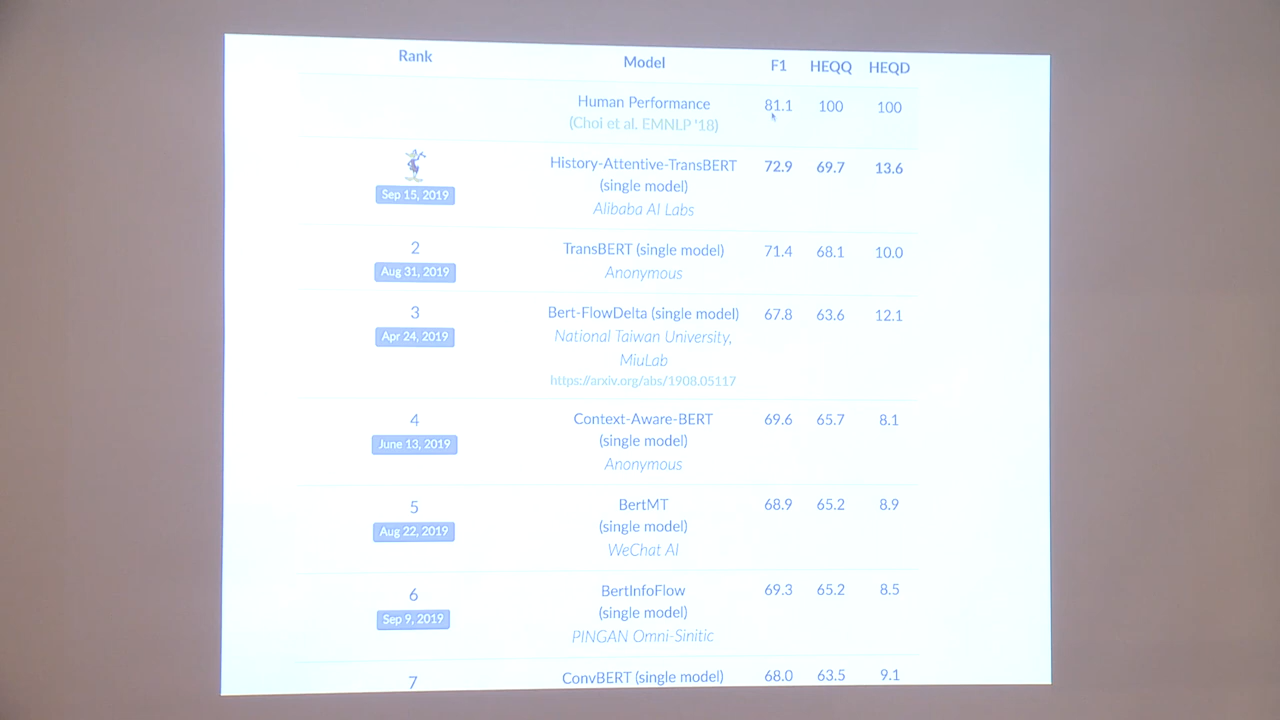 Rank Model F1 HEQQ HEQD
Human Performance 81.1 100 100
(Choi et al. EMNLP '18)
History-Attentive-TransBERT 72.9 69.7 13.6
(single model)
Sep 15, 2019
Alibaba AI Labs
2 TransBERT (single model) 71.4 68.1 10.0
Aug 31, 2019 Anonymous
3 Bert-FlowDelta (single model) 67.8 63.6 12.1
Apr 24, 2019 National Taiwan University,
MiuLab
https://arxiv.org/abs/1908.05117
4 Context-Aware-BERT 69.6 65.7 8.1
June 13, 2019 (single model)
Anonymous
5 BertMT 68.9 65.2 8.9
Aug 22, 2019 (single model)
WeChat AI
6 BertInfoFlow 69.3 65.2 8.5
Sep 9, 2019 (single model)
PINGAN Omni-Sinitic
7 ConvBERT (single model) 68.0 63.5 9.1